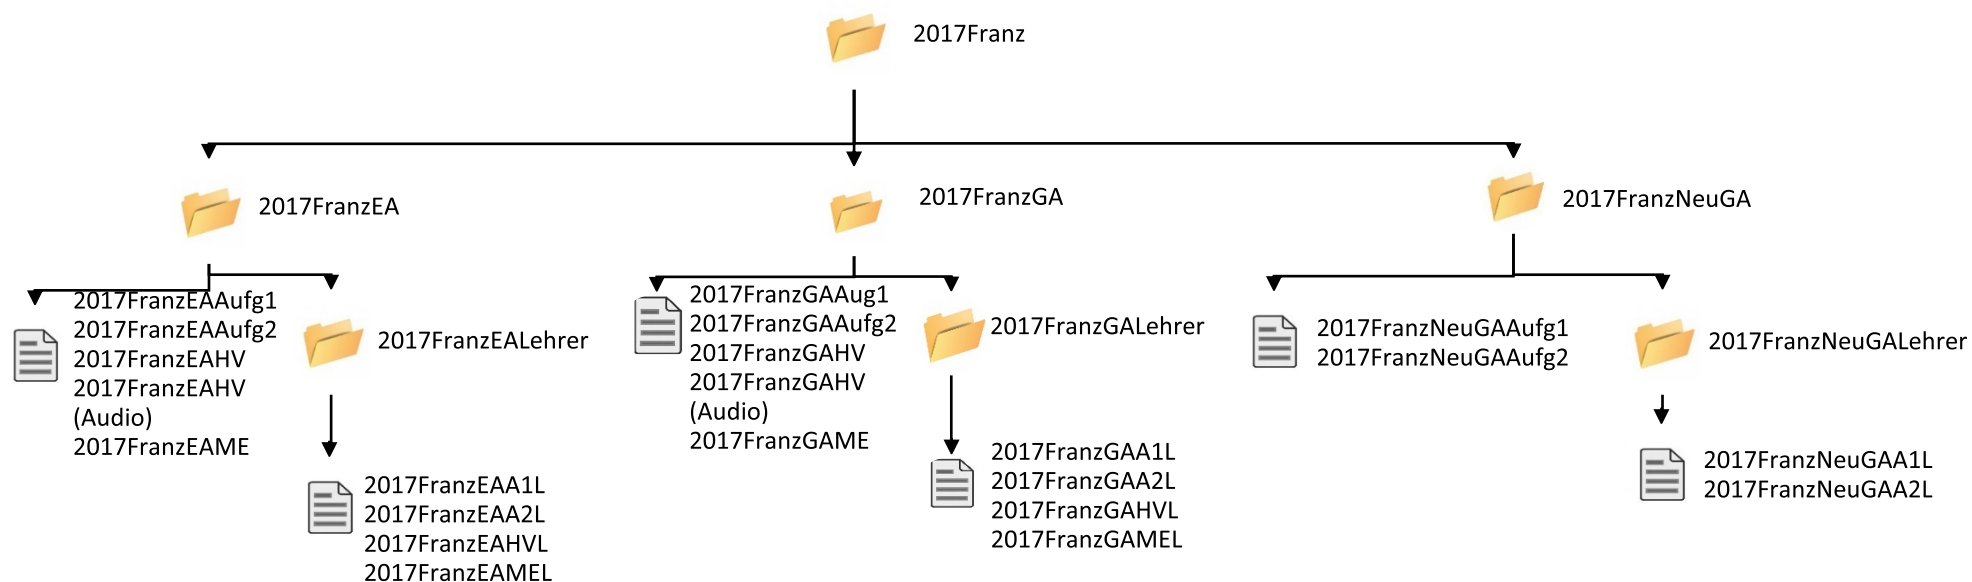 2017Franz
2017FranzEA
2017FranzGA
2017FranzNeuGA
2017FranzEAAufg1
2017FranzEAAufg2
2017FranzEAHV
2017FranzEAHV
(Audio)
2017FranzEAME
2017FranzEALehrer
2017FranzEAA1L
2017FranzEAA2L
2017FranzEAHVL
2017FranzEAMEL
2017FranzGAAug1
2017FranzGAAufg2
2017FranzGAHV
2017FranzGAHV
(Audio)
2017FranzGAME
2017FranzGALehrer
2017FranzGAA1L
2017FranzGAA2L
2017FranzGAHVL
2017FranzGAMEL
2017FranzNeuGAAufg1
2017FranzNeuGAAufg2
2017FranzNeuGALehrer
2017FranzNeuGAA1L
2017FranzNeuGAA2L